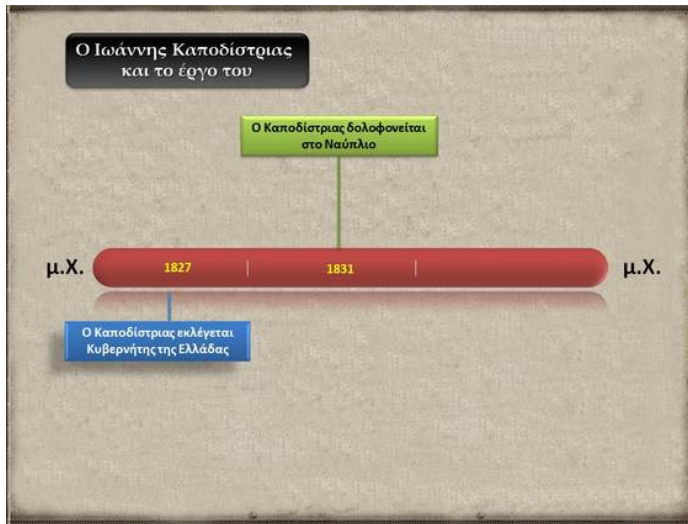 Ο Ιωάννης Καποδίστριας
και το έργο του
Ο Καποδίστριας δολοφονείται
στο Ναύπλιο
μ.Χ.
1827
1831
μ.Χ.
Ο Καποδίστριας εκλέγεται
Κυβερνήτης της Ελλάδας